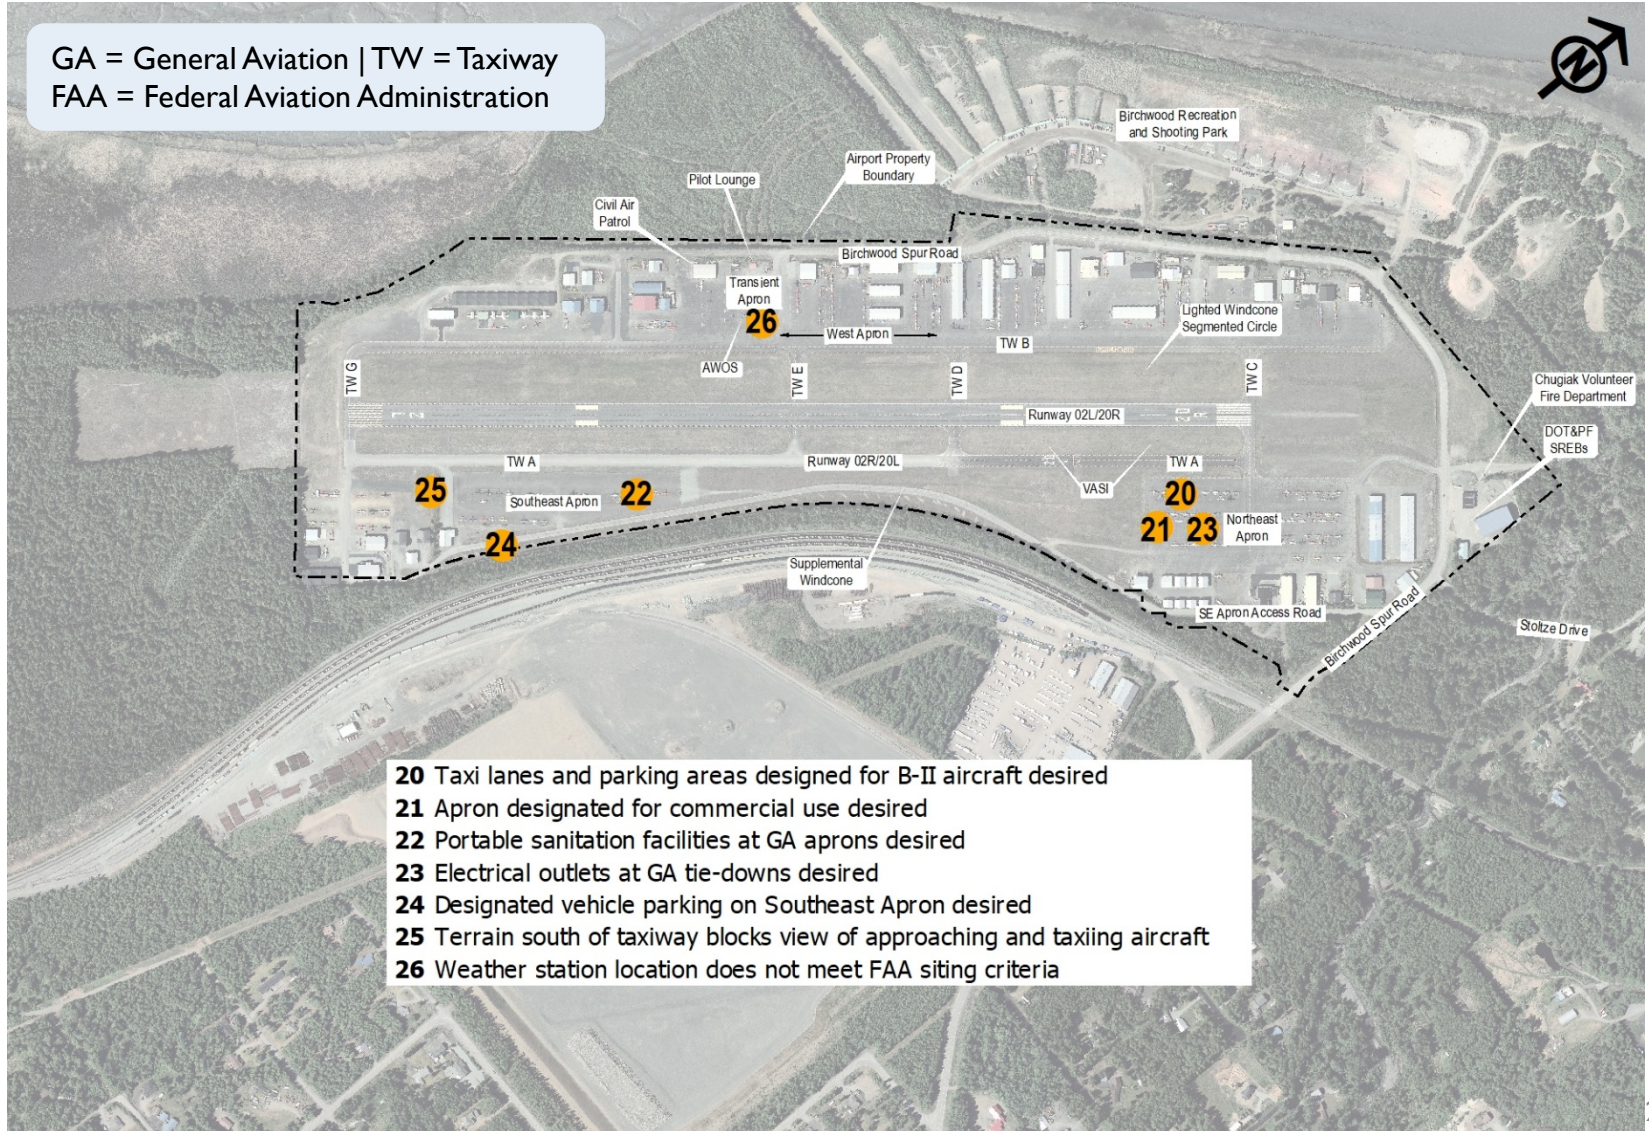 GA = General Aviation | TW = Taxiway
FAA = Federal Aviation Administration
N
Birchwood Recreation
and Shooting Park
Airport Property
Boundary
Pilot Lounge
Civil Air
Patrol
Birchwood Spur Road
Transient
Apron
26
West Apron
Lighted Windcone
Segmented Circle
TW B
AWOS
TW G
TW E
TW D
TW C
Chugiak Volunteer
Fire Department
Runway 02L/20R
DOT&PF
SREBs
TW A
Runway 02R/20L
TW A
VASI
25
Southeast Apron
22
20
21
23
Northeast
Apron
24
Supplemental
Windcone
SE Apron Access Road
Birchwood Spur Road
Stoltze Drive
20 Taxi lanes and parking areas designed for B-II aircraft desired
21 Apron designated for commercial use desired
22 Portable sanitation facilities at GA aprons desired
23 Electrical outlets at GA tie-downs desired
24 Designated vehicle parking on Southeast Apron desired
25 Terrain south of taxiway blocks view of approaching and taxiing aircraft
26 Weather station location does not meet FAA siting criteria